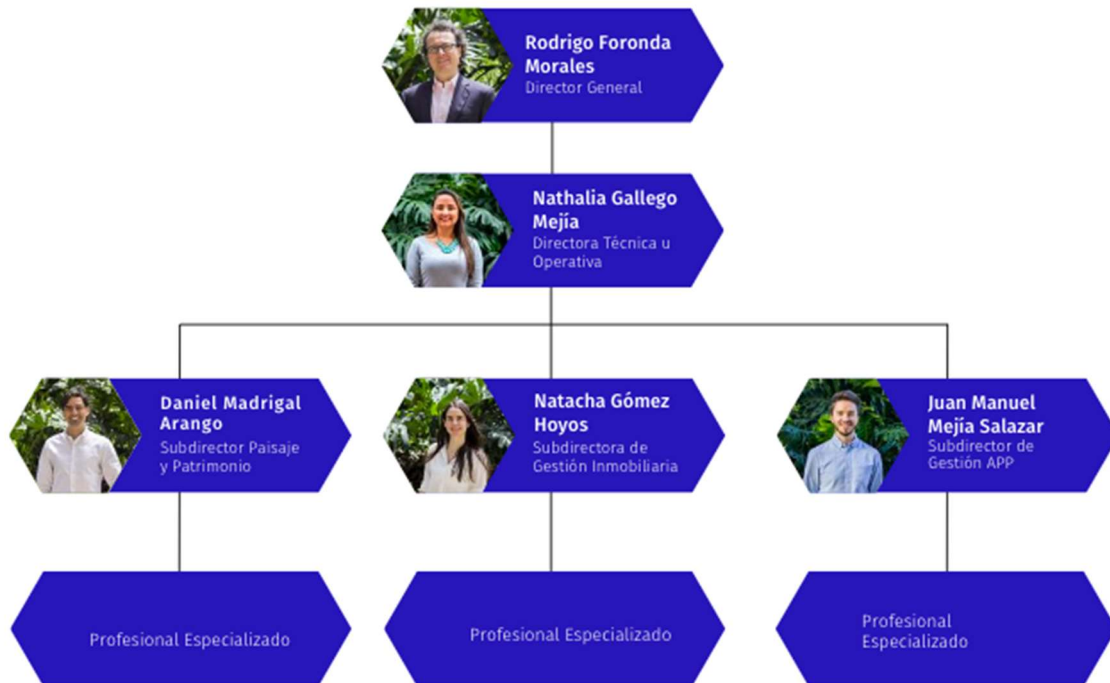 Rodrigo Foronda
Morales
Director General
Nathalia Gallego
Mejía
Directora Técnica u
Operativa
Daniel Madrigal
Arango
Subdirector Paisaje
y Patrimonio
Natacha Gómez
Hoyos
Subdirectora de
Gestión Inmobiliaria
Juan Manuel
Mejía Salazar
Subdirector de
Gestión APP
Profesional Especializado
Profesional Especializado
Profesional
Especializado